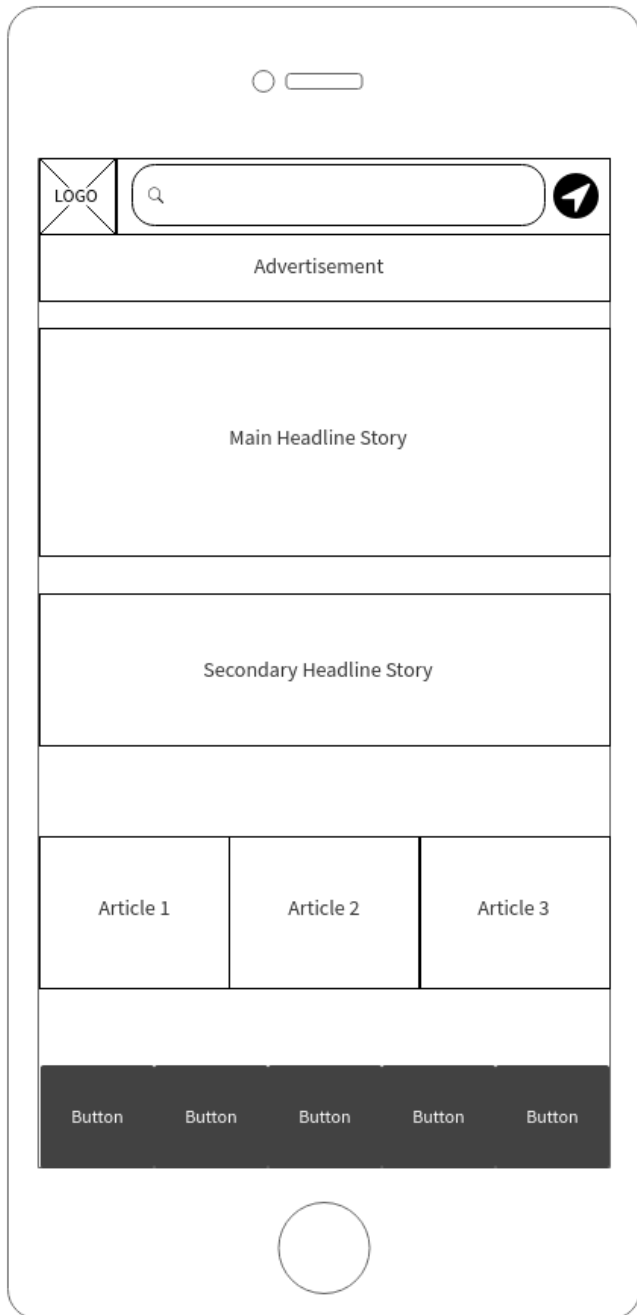 LOGO
Advertisement
Main Headline Story
Secondary Headline Story
Article 1 Article 2 Article 3
Button Button Button Button Button